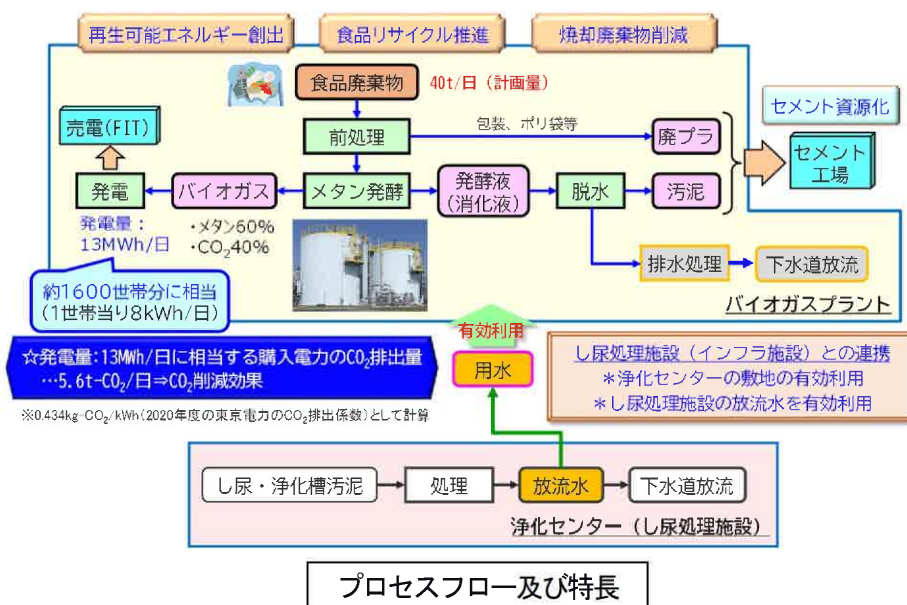 再生可能エネルギー創出
食品リサイクル推進
焼却廃棄物削減
食品廃棄物
40t/日（計画量）
セメント資源化
売電(FIT)
前処理
包装、ポリ袋等
廃プラ
セメント
工場
発電
バイオガス
メタン発酵
発酵液
(消化液)
脱水
汚泥
発電量：
13MWh/日
・メタン60%
・CO₂40%
排水処理
下水道放流
バイオガスプラント
約1600世帯分に相当
(1世帯当り8kWh/日)
有効利用
☆発電量:13MWh/日に相当する購入電力のCO₂排出量
…5.6t-CO₂/日⇒CO₂削減効果
用水
し尿処理施設（インフラ施設）との連携
＊浄化センターの敷地の有効利用
＊し尿処理施設の放流水を有効利用
※0.434kg-CO₂/kWh(2020年度の東京電力のCO₂排出係数)として計算
し尿・浄化槽汚泥
処理
放流水
下水道放流
浄化センター（し尿処理施設）
プロセスフロー及び特長